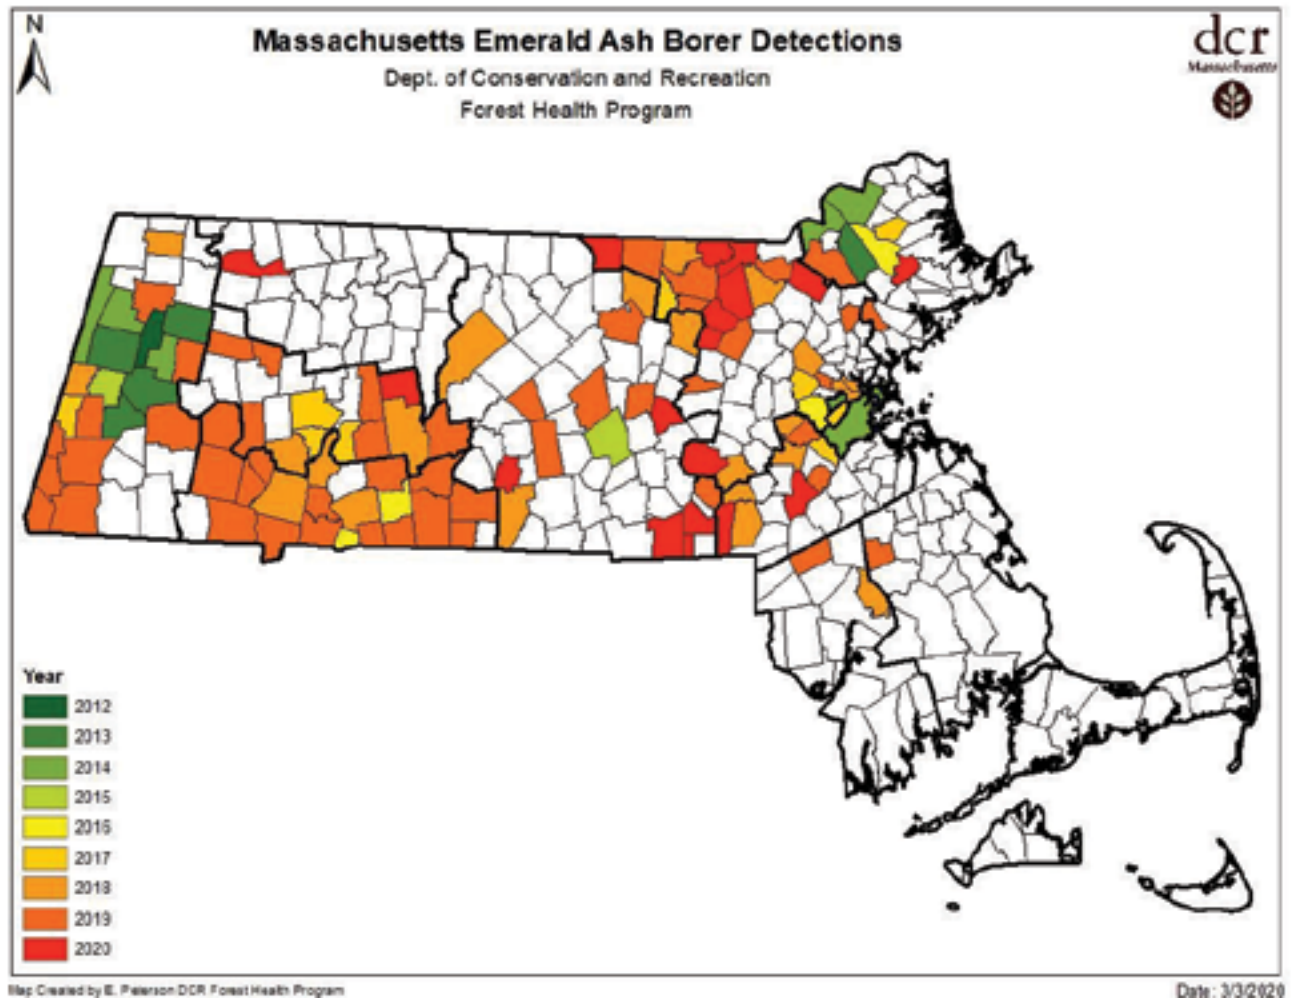 N
Massachusetts Emerald Ash Borer Detections
Dept. of Conservation and Recreation
Forest Health Program
dcr
Massachusetts
Year
2012
2013
2014
2015
2016
2017
2018
2019
2020
Map Created by E. Peterson DCR Forest Health Program
Date: 3/3/2020